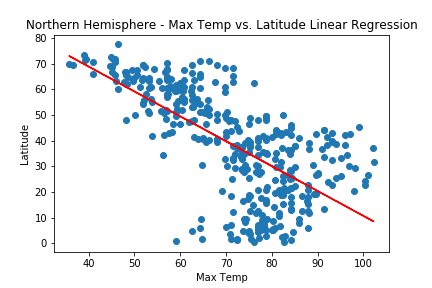 Northern Hemisphere - Max Temp vs. Latitude Linear Regression
80
70
60
50
40
30
20
10
0
Latitude
40 50 60 70 80 90 100
Max Temp